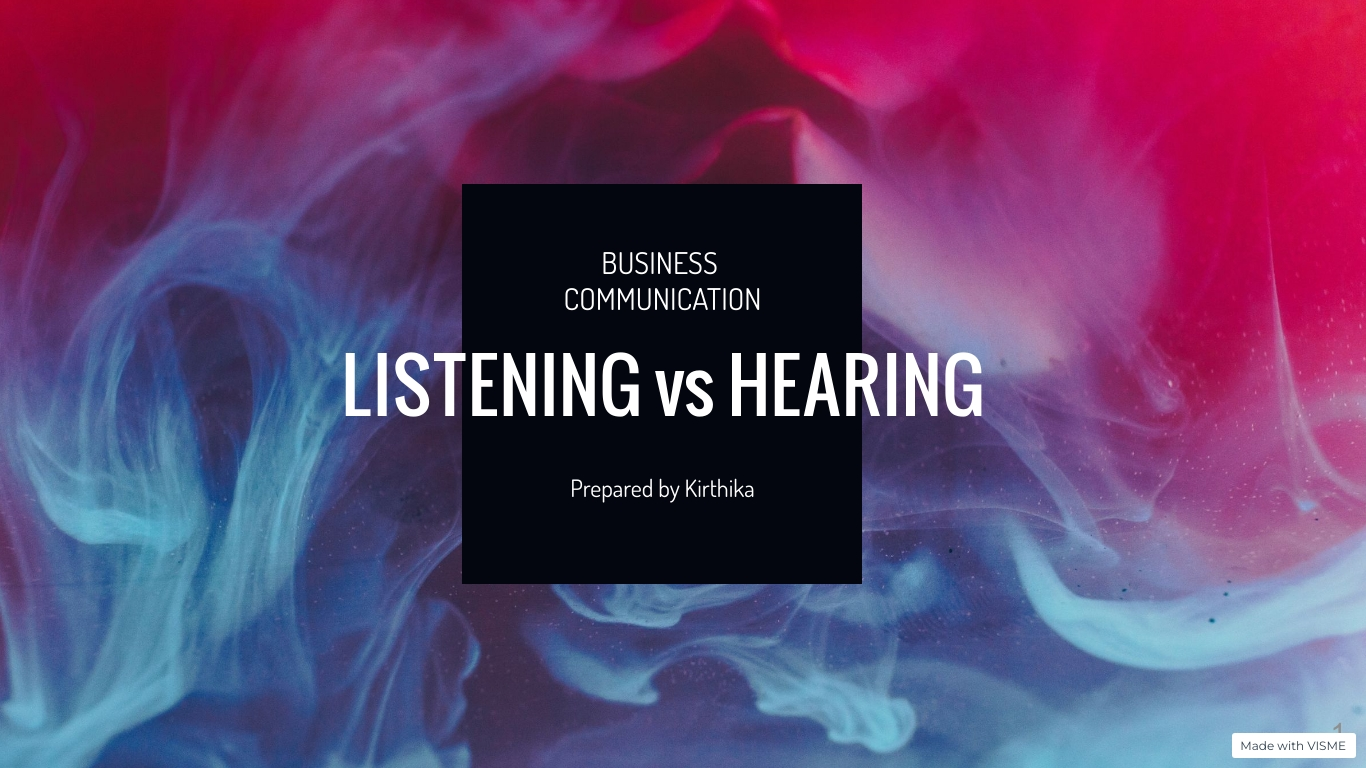 BUSINESS
COMMUNICATION
LISTENING vs HEARING
Prepared by Kirthika
1
Made with VISME